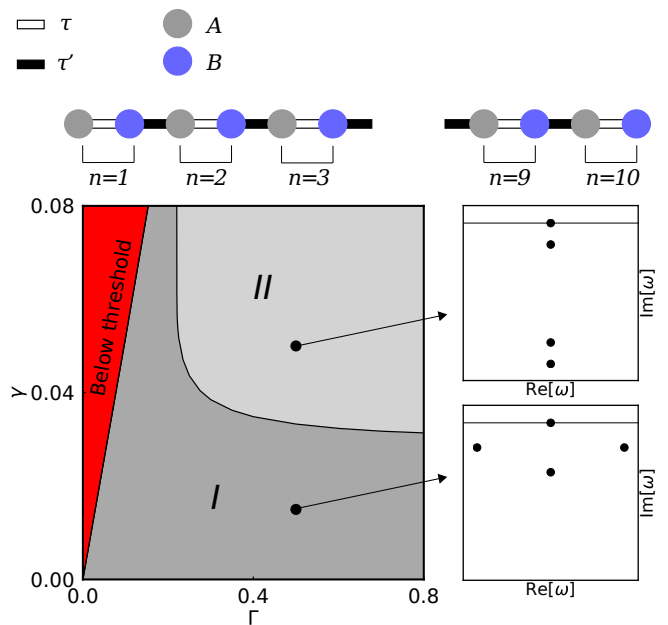 τ A
τ′ B
n=1 n=2 n=3 n=9 n=10
0.08
Below threshold
II
Im[ω]
Re[ω]
γ
0.04
I
Im[ω]
0.00
0.0 0.4 0.8
Re[ω]
Γ